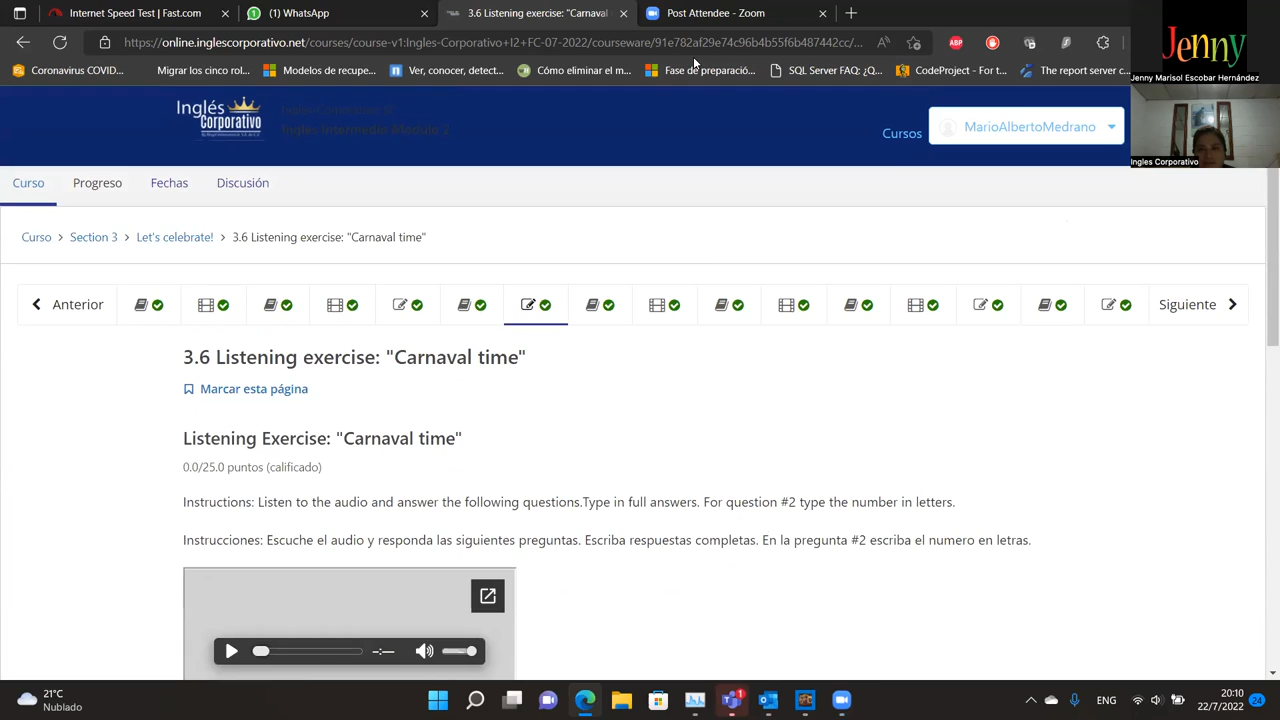 Internet Speed Test | Fast.com
(1) WhatsApp
3.6 Listening exercise: "Carnaval
Post Attendee - Zoom
https://online.inglescorporativo.net/courses/course-v1:Ingles-Corporativo+I2+FC-07-2022/courseware/91e782af29e74c96b4b55f6b487442cc/...
ABP
Coronavirus COVID...
Migrar los cinco rol...
Modelos de recupe...
Ver, conocer, detect...
Cómo eliminar el m...
Fase de preparació...
SQL Server FAQ: ¿Q...
CodeProject - For t...
The report server c...
Jenny
Jenny Marisol Escobar Hernández
Ingles Corporativo
Inglés
Corporativo
Inglés Intermedio Módulo 2
Cursos
MarioAlbertoMedrano
Curso
Progreso
Fechas
Discusión
Curso > Section 3 > Let's celebrate! > 3.6 Listening exercise: "Carnaval time"
Anterior
Siguiente
3.6 Listening exercise: "Carnaval time"
Marcar esta página
Listening Exercise: "Carnaval time"
0.0/25.0 puntos (calificado)
Instructions: Listen to the audio and answer the following questions.Type in full answers. For question #2 type the number in letters.
Instrucciones: Escuche el audio y responda las siguientes preguntas. Escriba respuestas completas. En la pregunta #2 escriba el numero en letras.
-:--
21°C
Nublado
1
ENG
20:10
22/7/2022
24